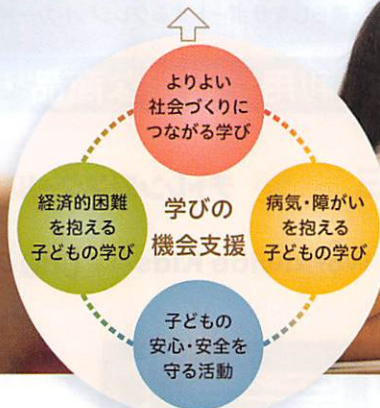 よりよい
社会づくりに
つながる学び
経済的困難
を抱える
子どもの学び
学びの
機会支援
病気・障がい
を抱える
子どもの学び
子どもの
安心・安全を
守る活動